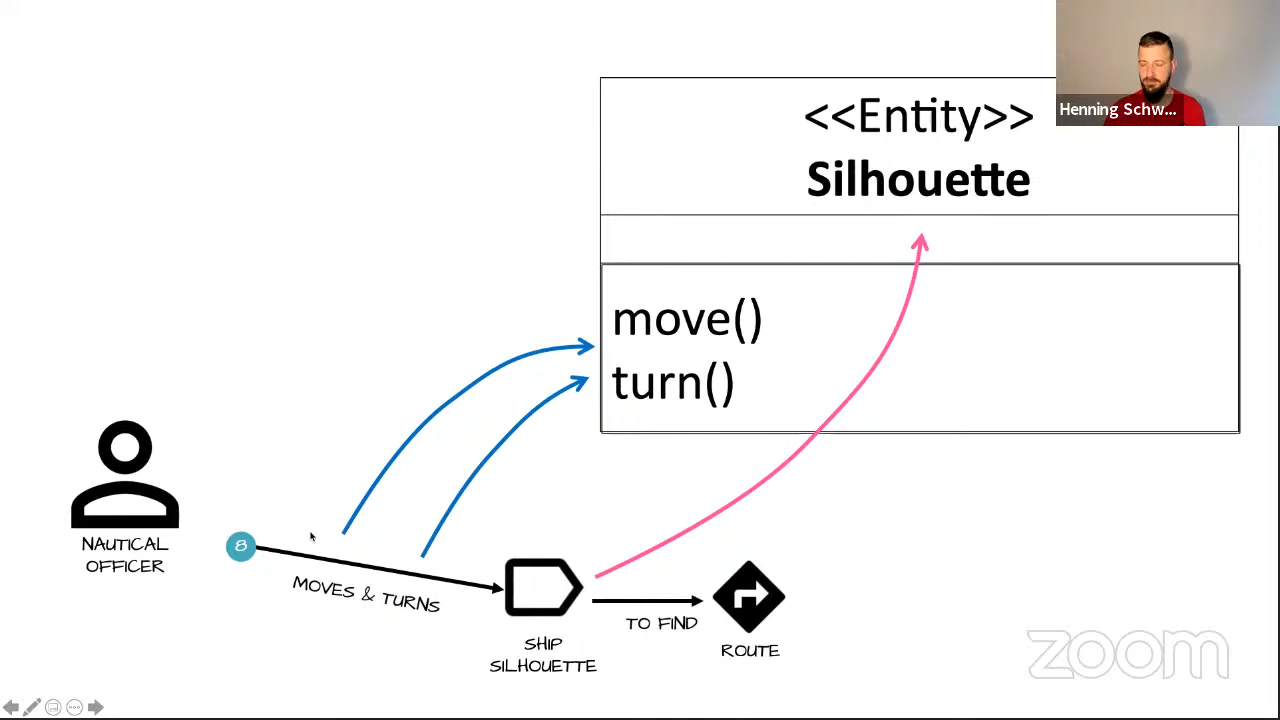 Henning Schw...
<<Entity>>
Silhouette
move()
turn()
NAUTICAL
OFFICER
8
MOVES & TURNS
SHIP
SILHOUETTE
TO FIND
ROUTE
zoom